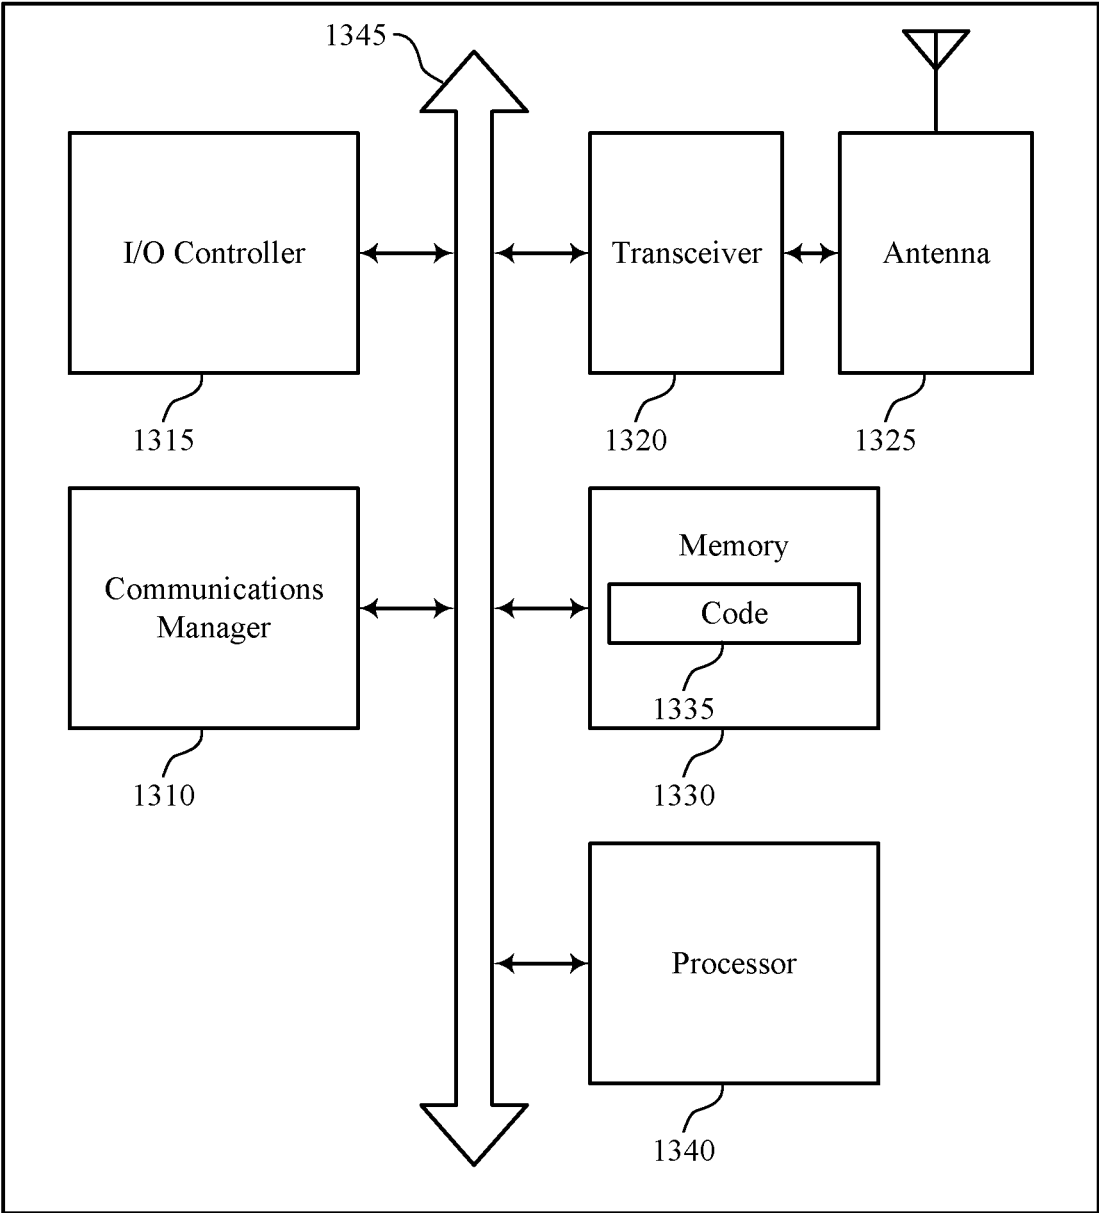 1345
I/O Controller
Transceiver
Antenna
1315
1320
1325
Communications
Manager
Memory
Code
1335
1310
1330
Processor
1340